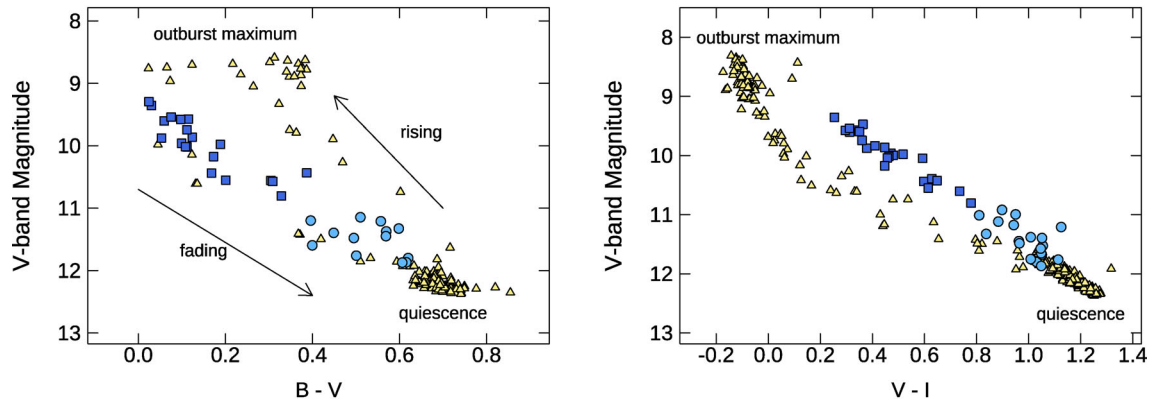 8
9
10
11
12
13
V-band Magnitude
outburst maximum
rising
fading
quiescence
0.0 0.2 0.4 0.6 0.8
B - V
8
9
10
11
12
13
V-band Magnitude
outburst maximum
quiescence
-0.2 0.0 0.2 0.4 0.6 0.8 1.0 1.2 1.4
V - I